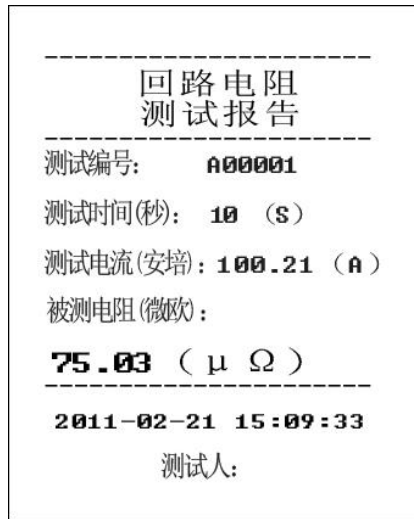 回路电阻
测试报告
测试编号： A00001
测试时间(秒)： 10 （S）
测试电流(安培)：100.21 （A）
被测电阻(微欧)：
75.03 （μ Ω）
2011-02-21 15:09:33
测试人：